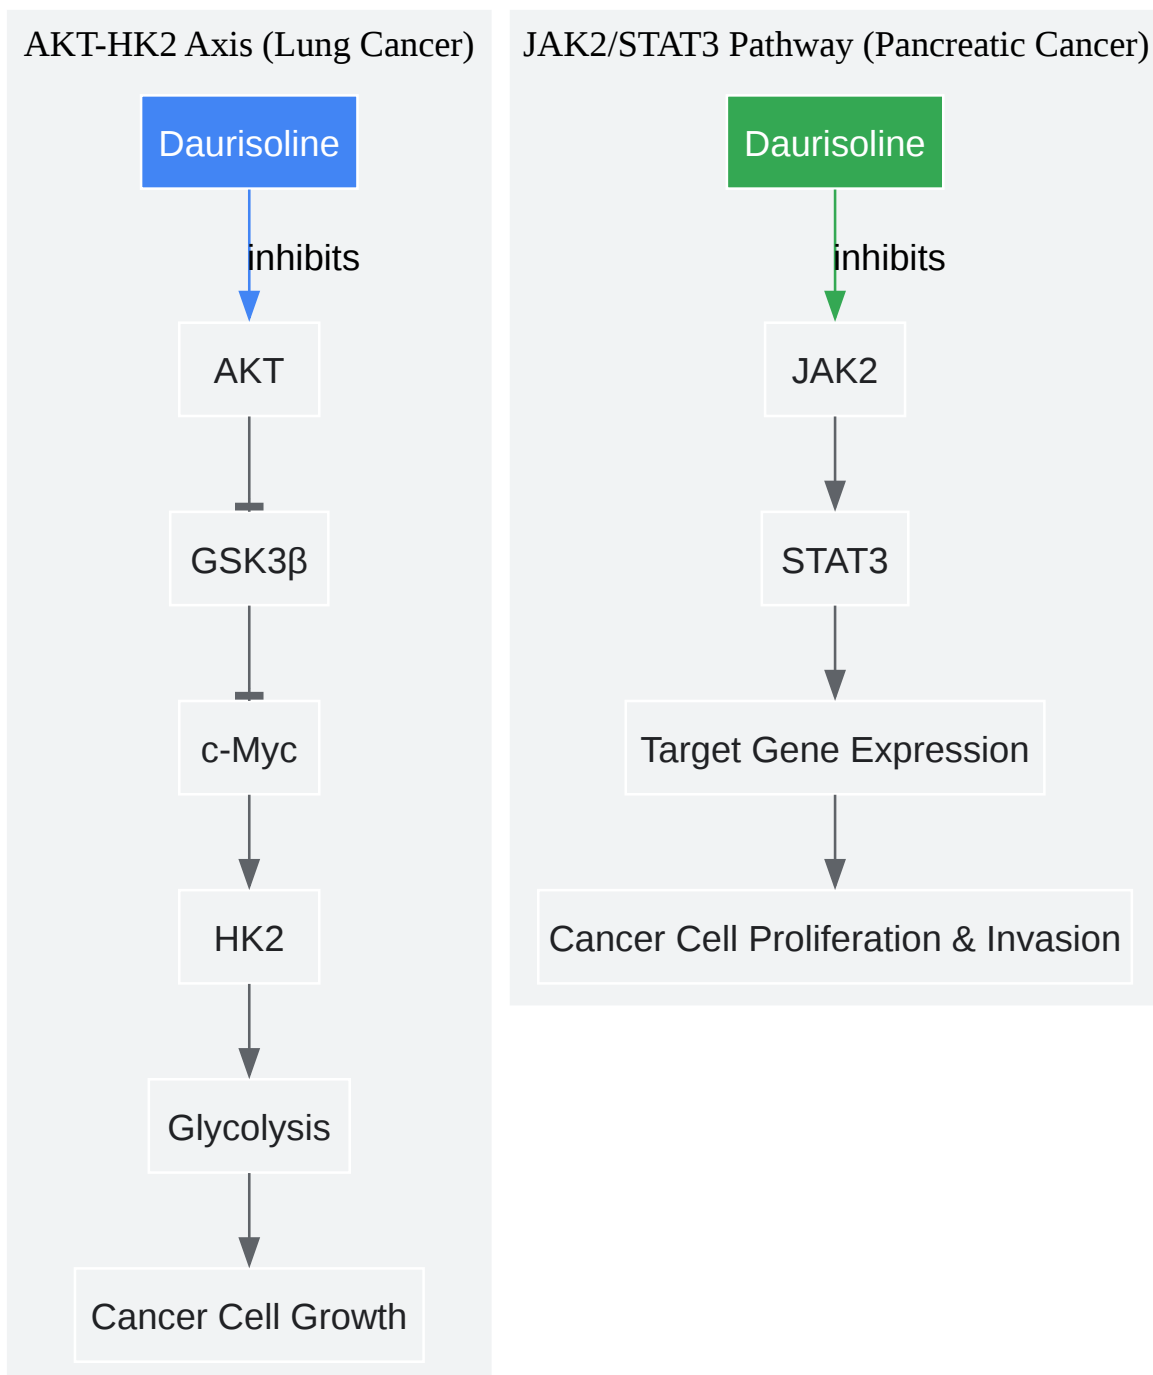 AKT-HK2 Axis (Lung Cancer)
Daurisoline
inhibits
AKT
GSK3β
c-Myc
HK2
Glycolysis
Cancer Cell Growth
JAK2/STAT3 Pathway (Pancreatic Cancer)
Daurisoline
inhibits
JAK2
STAT3
Target Gene Expression
Cancer Cell Proliferation & Invasion